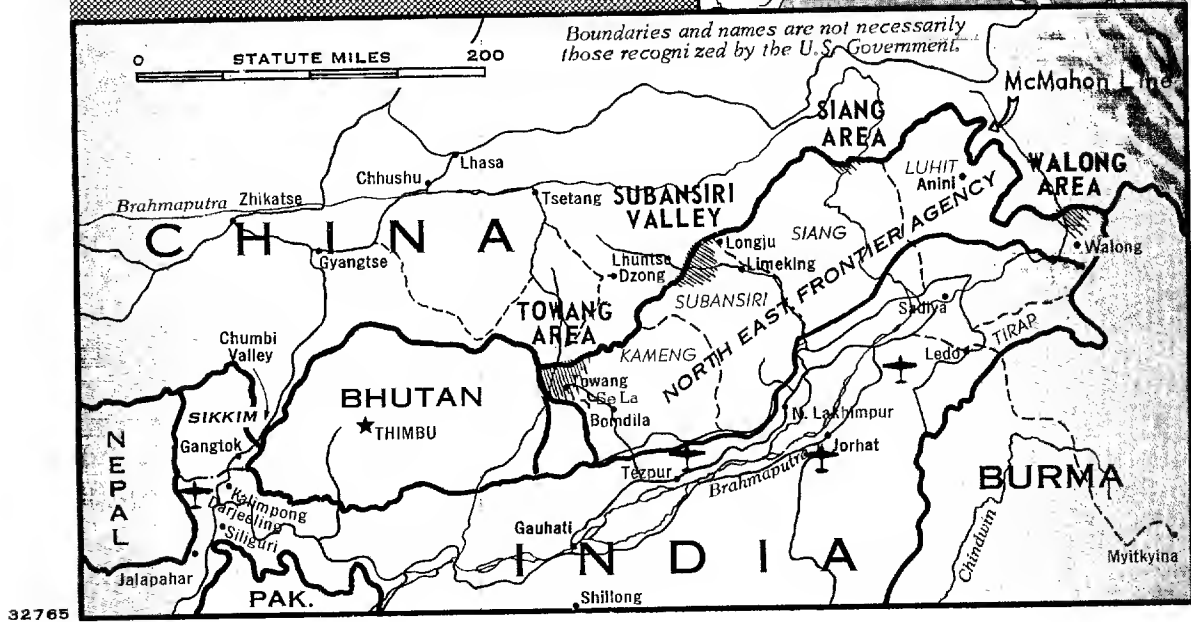 Boundaries and names are not necessarily
those recognized by the U.S. Government.
0 STATUTE MILES 200
McMahon Line
SIANG
AREA
LUHIT
Anini
WALONG
AREA
Walong
Lhasa
Chhushu
Tsetang
SUBANSIRI
VALLEY
Brahmaputra
Zhikatse
CHINA
Gyangtse
Longju
SIANG
Limeking
Lhuntse
Dzong
SUBANSIRI
NORTH EAST FRONTIER AGENCY
TOWANG
AREA
KAMENG
Sadiya
TIRAP
Ledo
Chumbi
Valley
Towang
Se La
Bomdila
BHUTAN
THIMBU
SIKKIM
Gangtok
NEPAL
N. Lakhimpur
Jorhat
Tezpur
Brahmaputra
BURMA
Kalimpong
Darjeeling
Siliguri
Gauhati
INDIA
Chindwin
Myitkyina
Jalapahar
PAK.
Shillong
32765